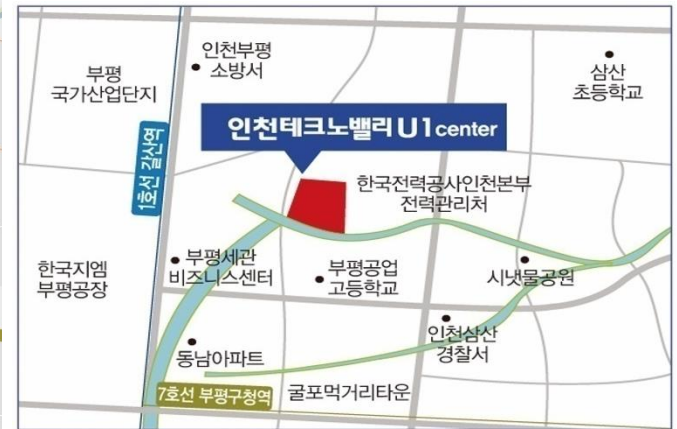 인천부평
소방서
부평
국가산업단지
삼산
초등학교
인천테크노밸리 U1 center
1호선 갈산역
한국전력공사인천본부
전력관리처
한국지엠
부평공장
부평세관
비즈니스센터
부평공업
고등학교
시냇물공원
인천삼산
경찰서
동남아파트
7호선 부평구청역
굴포먹거리타운